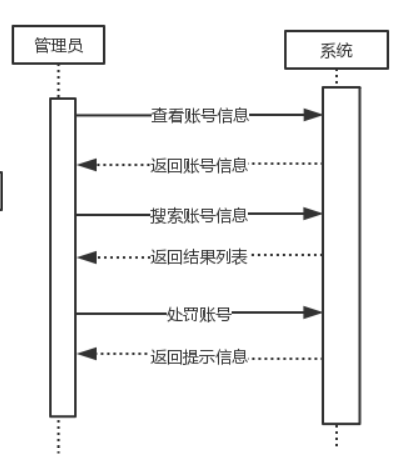 管理员
系统
查看账号信息
返回账号信息
搜索账号信息
返回结果列表
处罚账号
返回提示信息